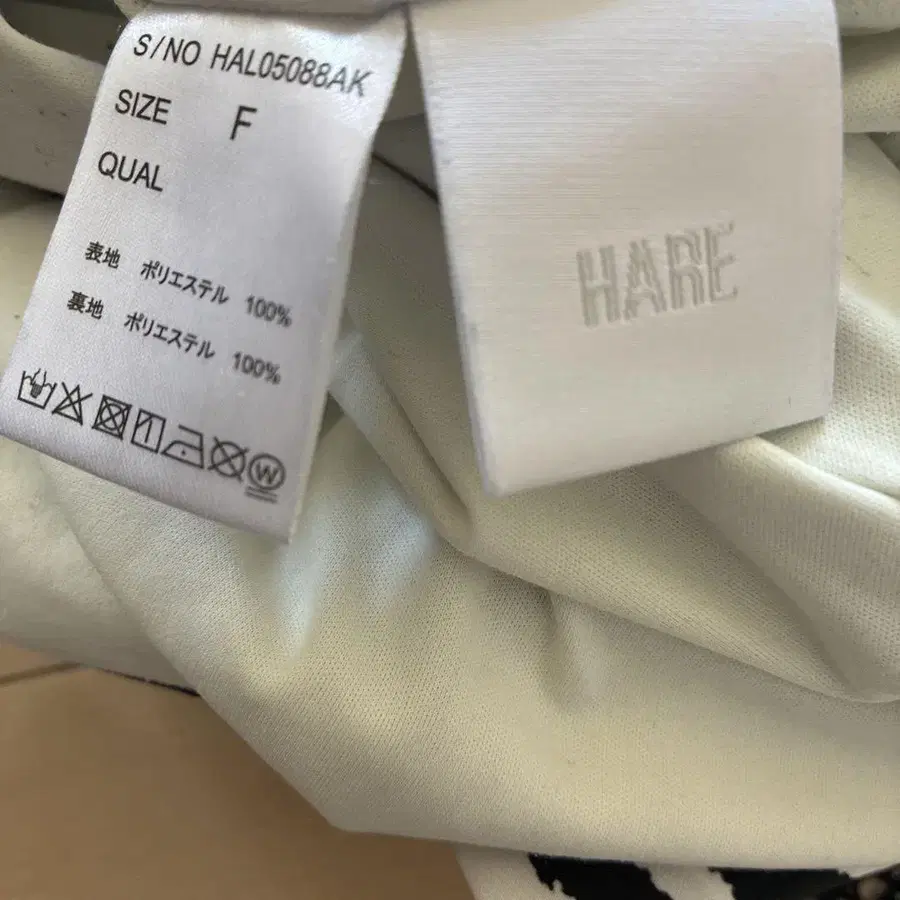 S/NO HAL05088AK
SIZE F
QUAL
表地 ポリエステル 100%
裏地 ポリエステル 100%
W
HARE